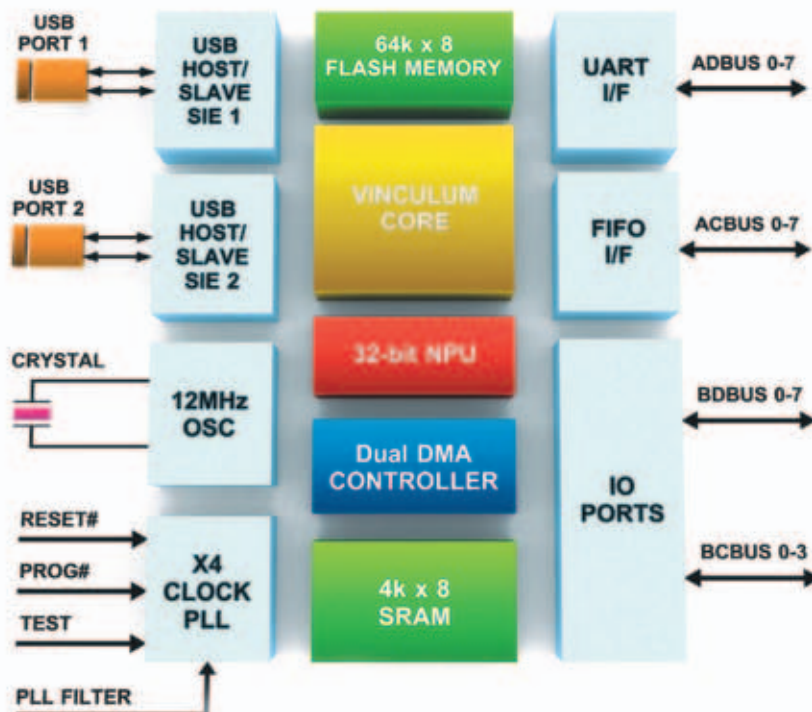 USB
PORT 1
USB
HOST/
SLAVE
SIE 1
64k x 8
FLASH MEMORY
UART
I/F
ADBUS 0-7
USB
PORT 2
USB
HOST/
SLAVE
SIE 2
VINCULUM
CORE
FIFO
I/F
ACBUS 0-7
CRYSTAL
12MHz
OSC
32-bit NPU
Dual DMA
CONTROLLER
IO
PORTS
BDBUS 0-7
BCBUS 0-3
RESET#
PROG#
TEST
PLL FILTER
X4
CLOCK
PLL
4k x 8
SRAM